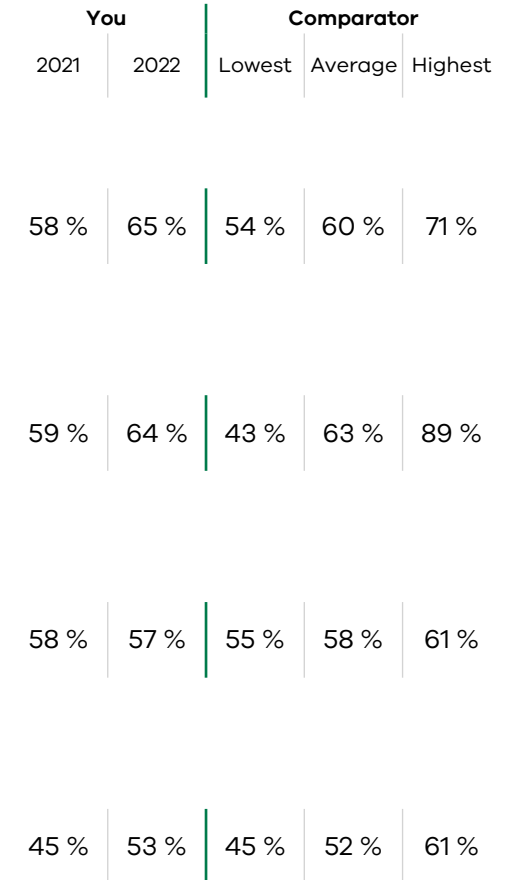 You Comparator
2021 2022 Lowest Average Highest
58 % 65 % 54 % 60 % 71 %
59 % 64 % 43 % 63 % 89 %
58 % 57 % 55 % 58 % 61 %
45 % 53 % 45 % 52 % 61 %